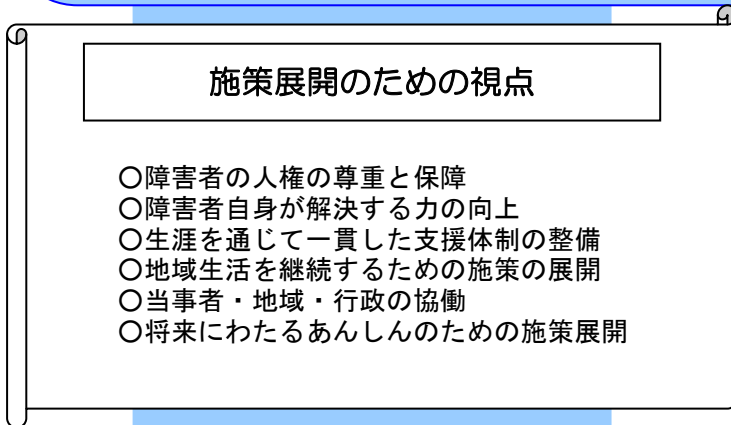 施策展開のための視点
○障害者の人権の尊重と保障
○障害者自身が解決する力の向上
○生涯を通じて一貫した支援体制の整備
○地域生活を継続するための施策の展開
○当事者・地域・行政の協働
○将来にわたるあんしんのための施策展開